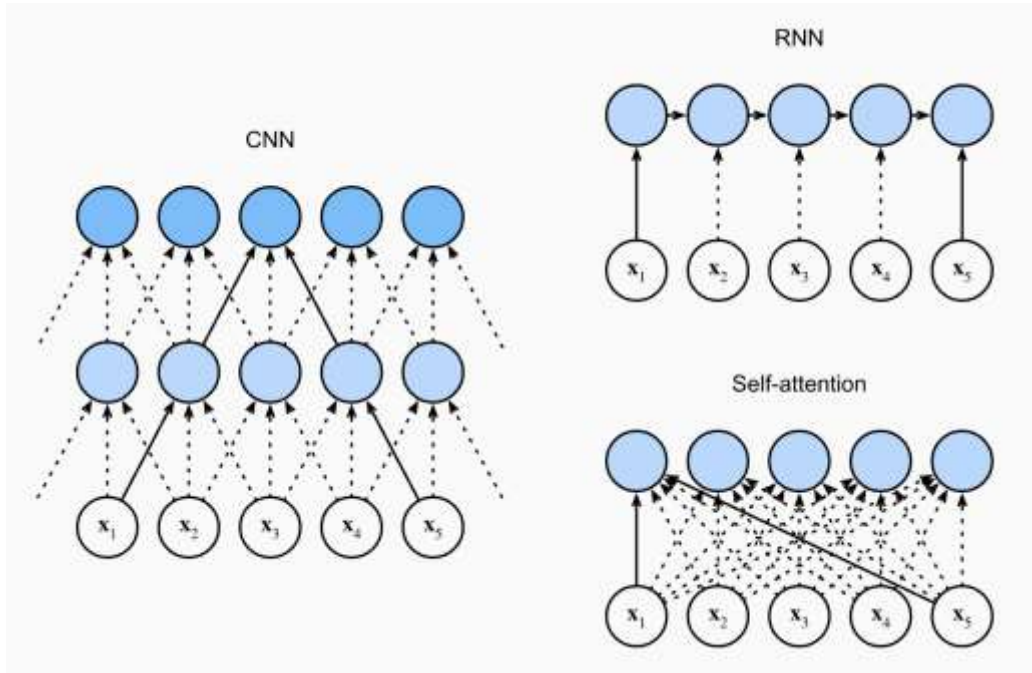 CNN
x₁ x₂ x₃ x₄ x₅
RNN
x₁ x₂ x₃ x₄ x₅
Self-attention
x₁ x₂ x₃ x₄ x₅